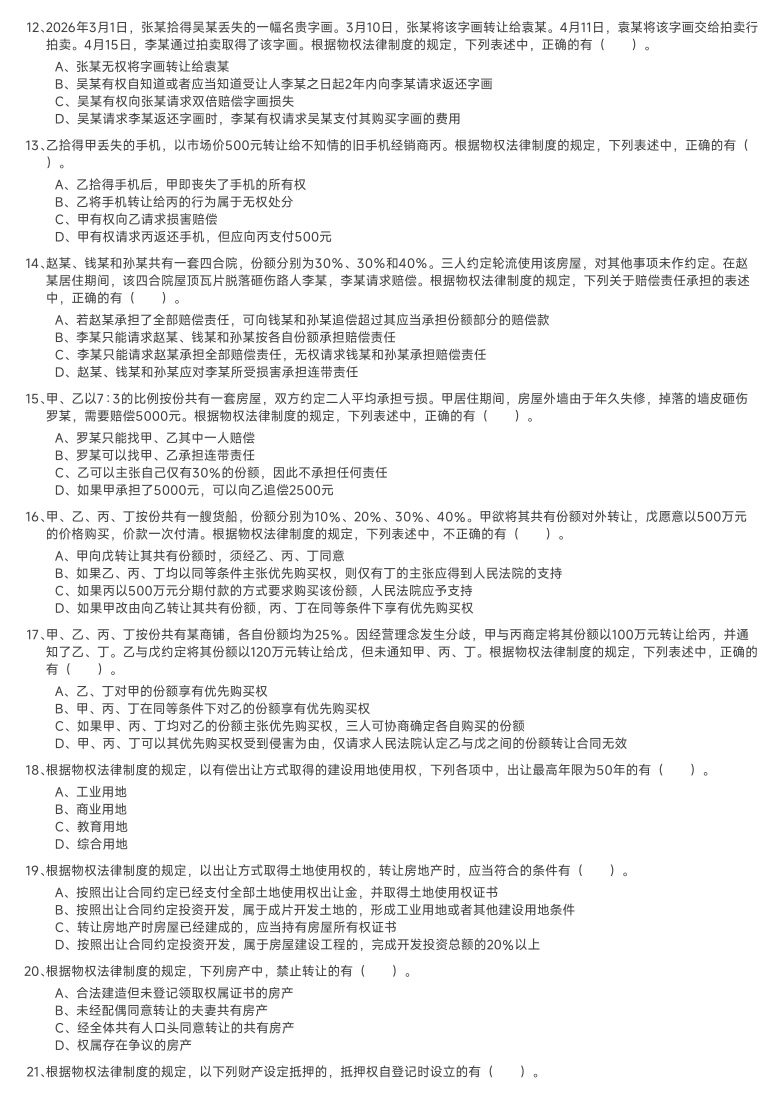 12、2026年3月1日，张某拾得吴某丢失的一幅名贵字画。3月10日，张某将该字画转让给袁某。4月11日，袁某将该字画交给拍卖行
拍卖。4月15日，李某通过拍卖取得了该字画。根据物权法律制度的规定，下列表述中，正确的有（　　）。
A、张某无权将字画转让给袁某
B、吴某有权自知道或者应当知道受让人李某之日起2年内向李某请求返还字画
C、吴某有权向张某请求双倍赔偿字画损失
D、吴某请求李某返还字画时，李某有权请求吴某支付其购买字画的费用
13、乙拾得甲丢失的手机，以市场价500元转让给不知情的旧手机经销商丙。根据物权法律制度的规定，下列表述中，正确的有（
）。
A、乙拾得手机后，甲即丧失了手机的所有权
B、乙将手机转让给丙的行为属于无权处分
C、甲有权向乙请求损害赔偿
D、甲有权请求丙返还手机，但应向丙支付500元
14、赵某、钱某和孙某共有一套四合院，份额分别为30%、30%和40%。三人约定轮流使用该房屋，对其他事项未作约定。在赵
某居住期间，该四合院屋顶瓦片脱落砸伤路人李某，李某请求赔偿。根据物权法律制度的规定，下列关于赔偿责任承担的表述
中，正确的有（　　）。
A、若赵某承担了全部赔偿责任，可向钱某和孙某追偿超过其应当承担份额部分的赔偿款
B、李某只能请求赵某、钱某和孙某按各自份额承担赔偿责任
C、李某只能请求赵某承担全部赔偿责任，无权请求钱某和孙某承担赔偿责任
D、赵某、钱某和孙某应对李某所受损害承担连带责任
15、甲、乙以7：3的比例按份共有一套房屋，双方约定二人平均承担亏损。甲居住期间，房屋外墙由于年久失修，掉落的墙皮砸伤
罗某，需要赔偿5000元。根据物权法律制度的规定，下列表述中，正确的有（　　）。
A、罗某只能找甲、乙其中一人赔偿
B、罗某可以找甲、乙承担连带责任
C、乙可以主张自己仅有30%的份额，因此不承担任何责任
D、如果甲承担了5000元，可以向乙追偿2500元
16、甲、乙、丙、丁按份共有一艘货船，份额分别为10%、20%、30%、40%。甲欲将其共有份额对外转让，戊愿意以500万元
的价格购买，价款一次付清。根据物权法律制度的规定，下列表述中，不正确的有（　　）。
A、甲向戊转让其共有份额时，须经乙、丙、丁同意
B、如果乙、丙、丁均以同等条件主张优先购买权，则仅有丁的主张应得到人民法院的支持
C、如果丙以500万元分期付款的方式要求购买该份额，人民法院应予支持
D、如果甲改由向乙转让其共有份额，丙、丁在同等条件下享有优先购买权
17、甲、乙、丙、丁按份共有某商铺，各自份额均为25%。因经营理念发生分歧，甲与丙商定将其份额以100万元转让给丙，并通
知了乙、丁。乙与戊约定将其份额以120万元转让给戊，但未通知甲、丙、丁。根据物权法律制度的规定，下列表述中，正确的
有（　　）。
A、乙、丁对甲的份额享有优先购买权
B、甲、丙、丁在同等条件下对乙的份额享有优先购买权
C、如果甲、丙、丁均对乙的份额主张优先购买权，三人可协商确定各自购买的份额
D、甲、丙、丁可以其优先购买权受到侵害为由，仅请求人民法院认定乙与戊之间的份额转让合同无效
18、根据物权法律制度的规定，以有偿出让方式取得的建设用地使用权，下列各项中，出让最高年限为50年的有（　　）。
A、工业用地
B、商业用地
C、教育用地
D、综合用地
19、根据物权法律制度的规定，以出让方式取得土地使用权的，转让房地产时，应当符合的条件有（　　）。
A、按照出让合同约定已经支付全部土地使用权出让金，并取得土地使用权证书
B、按照出让合同约定投资开发，属于成片开发土地的，形成工业用地或者其他建设用地条件
C、转让房地产时房屋已经建成的，应当持有房屋所有权证书
D、按照出让合同约定投资开发，属于房屋建设工程的，完成开发投资总额的20%以上
20、根据物权法律制度的规定，下列房产中，禁止转让的有（　　）。
A、合法建造但未登记领取权属证书的房产
B、未经配偶同意转让的夫妻共有房产
C、经全体共有人口头同意转让的共有房产
D、权属存在争议的房产
21、根据物权法律制度的规定，以下列财产设定抵押的，抵押权自登记时设立的有（　　）。